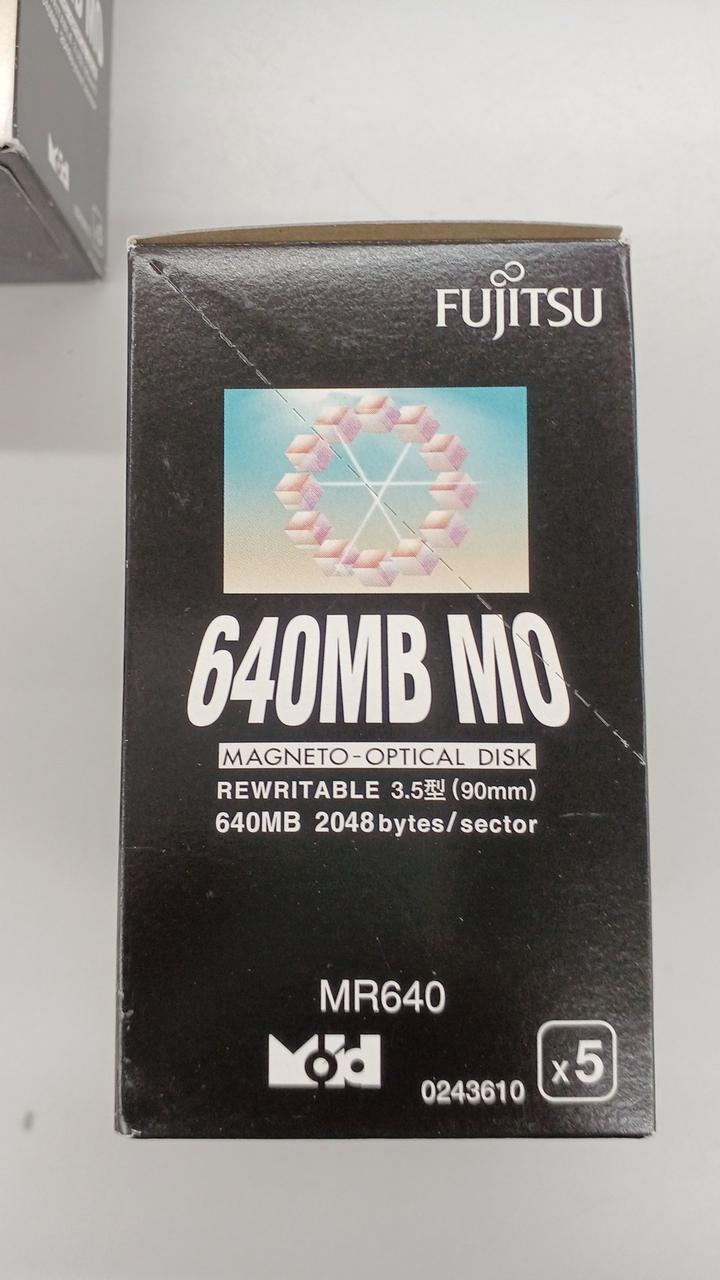 FUJITSU
640MB MO
MAGNETO-OPTICAL DISK
REWRITABLE 3.5型 (90mm)
640MB 2048bytes/sector
MR640
0243610
x5